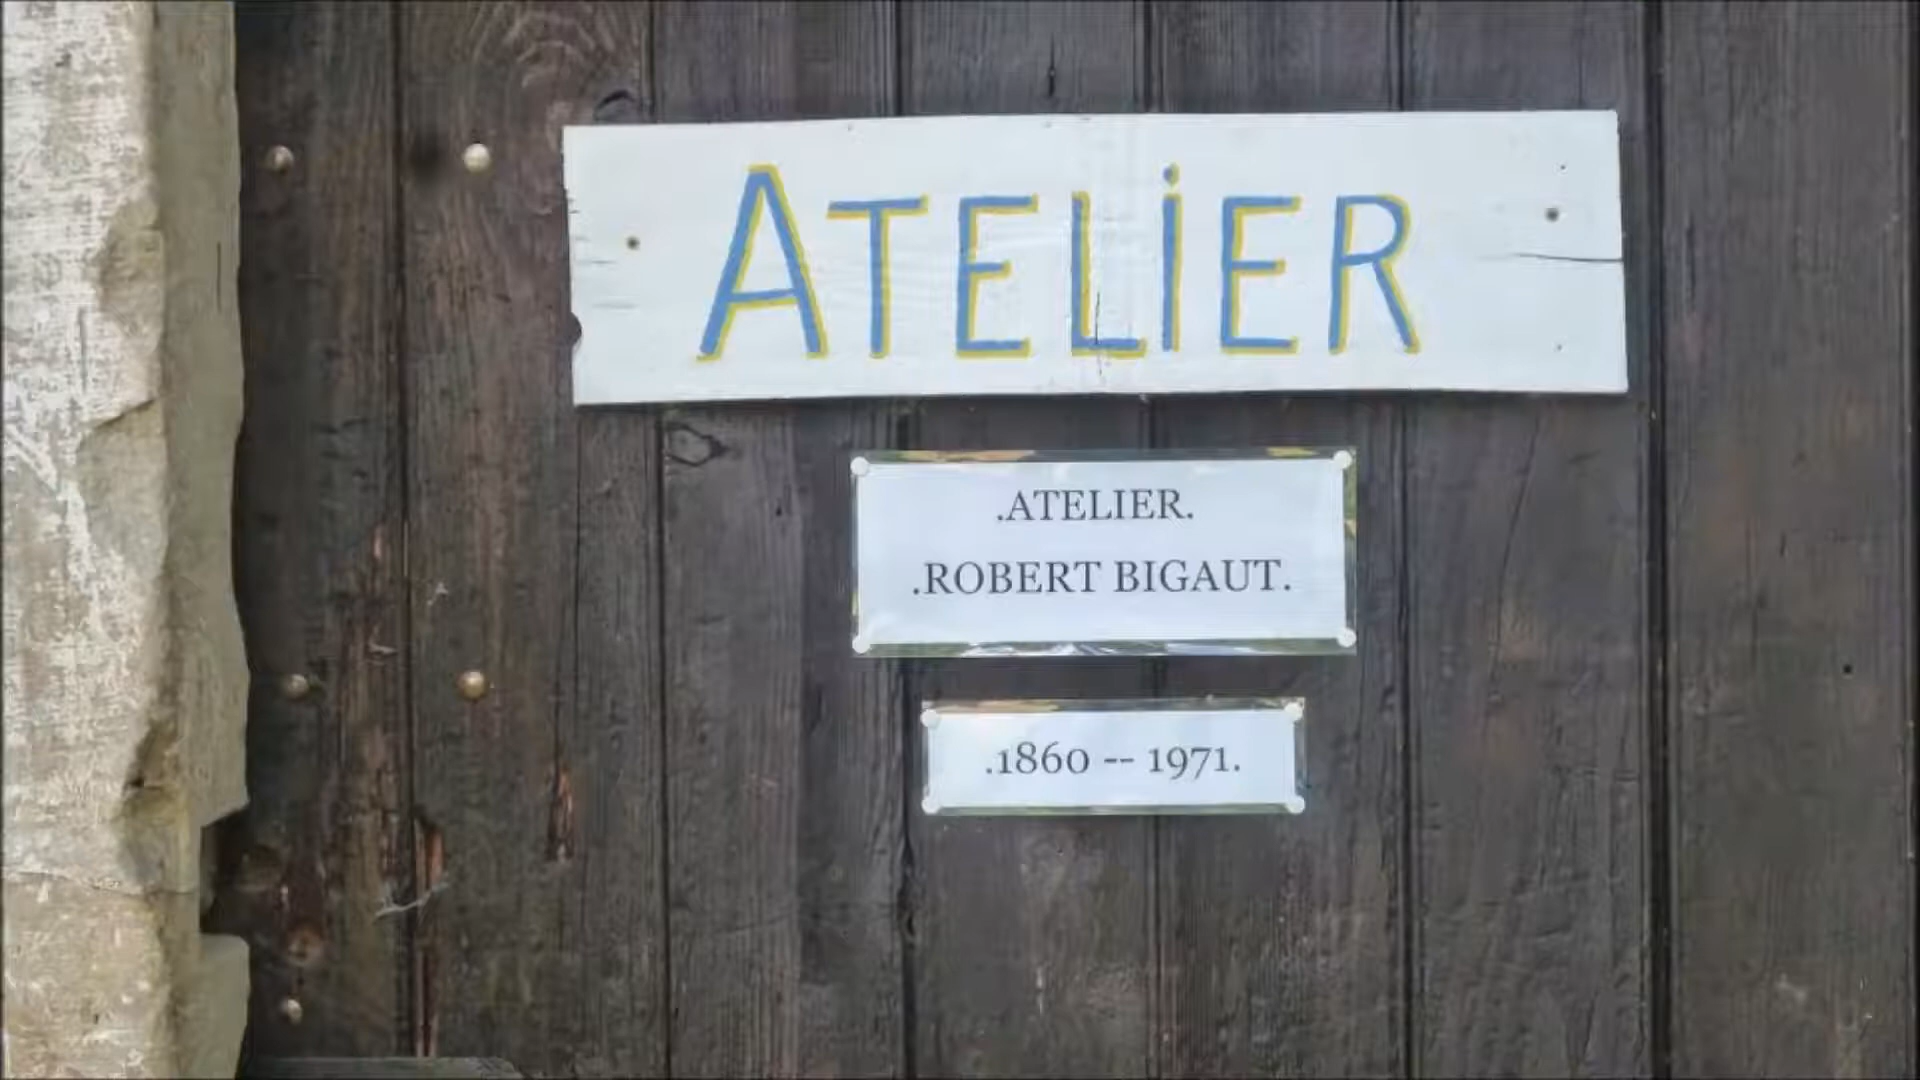 ATELiER
.ATELIER.
.ROBERT BIGAUT.
.1860 -- 1971.